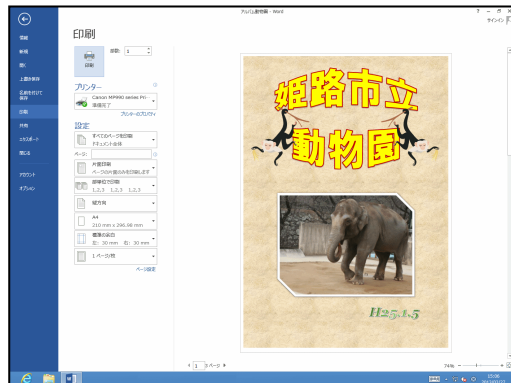 アルバム動物園 - Word
サインイン
情報
新規
開く
上書き保存
名前を付けて
保存
印刷
共有
エクスポート
閉じる
アカウント
オプション
印刷
部数: 1
印刷
プリンター
Canon MP990 series Pri...
準備完了
プリンターのプロパティ
設定
すべてのページを印刷
ドキュメント全体
ページ:
片面印刷
ページの片面のみを印刷します
部単位で印刷
1,2,3 1,2,3 1,2,3
縦方向
A4
210 mm x 296.98 mm
標準の余白
左: 30 mm 右: 30 mm
1 ページ/枚
ページ設定
姫路市立
動物園
H25.1.5
1
74%
15:06